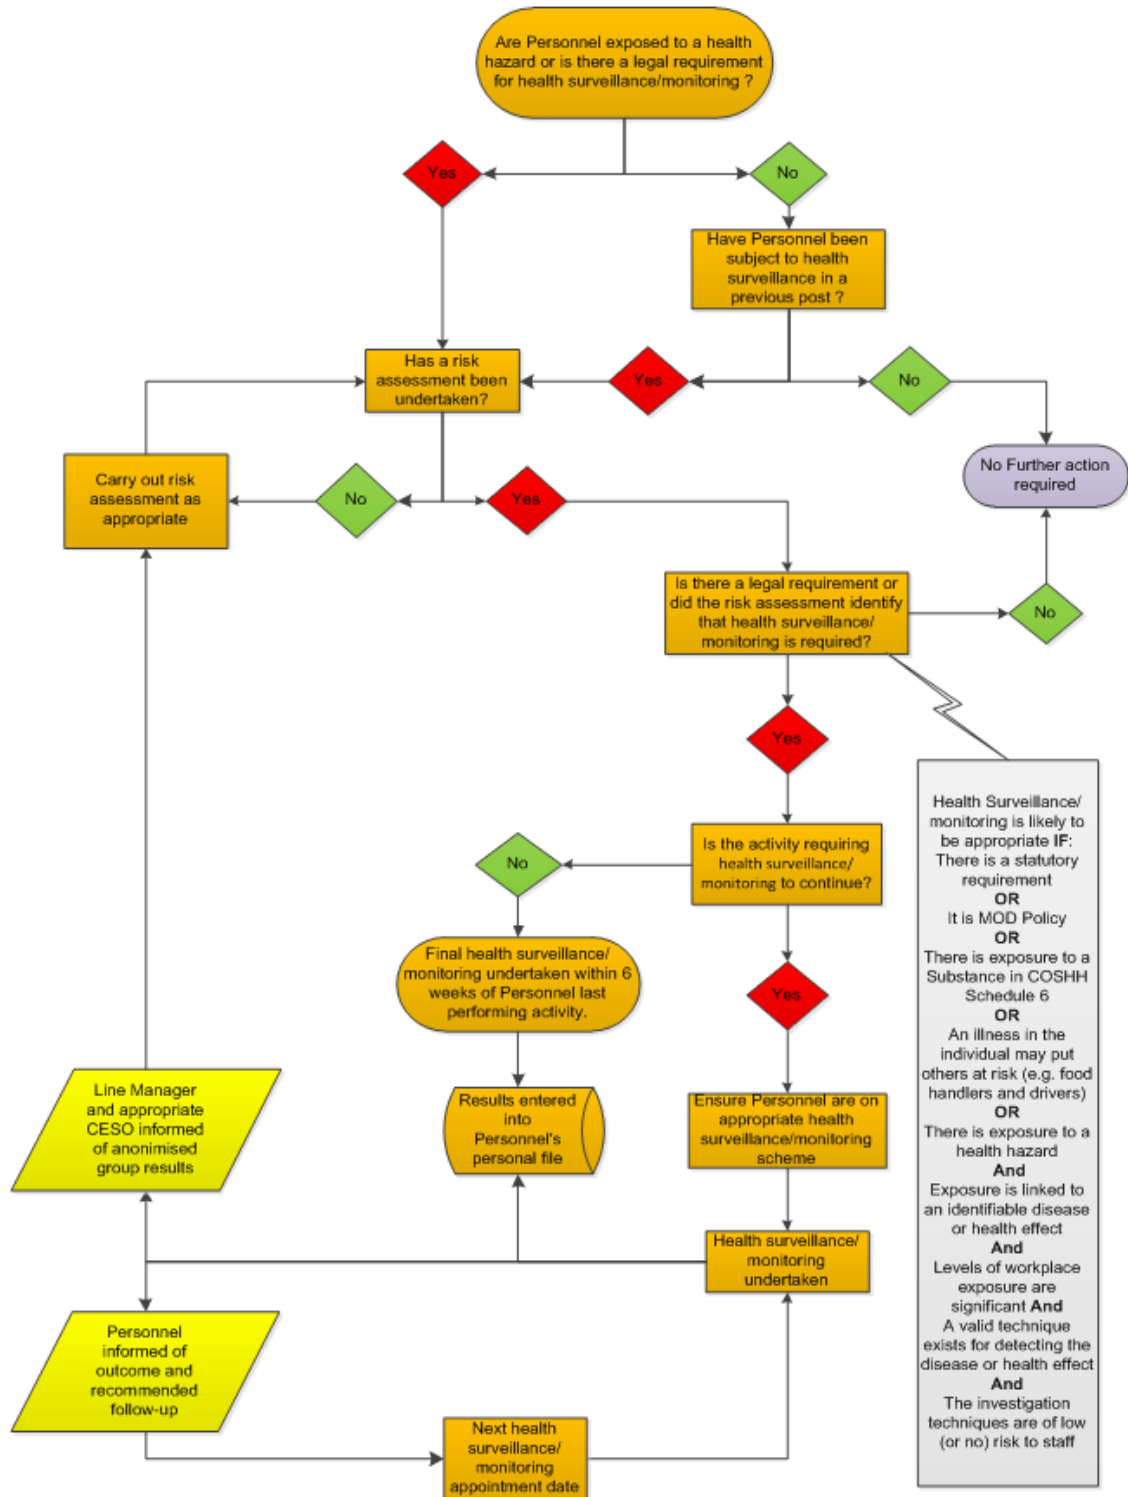 Are Personnel exposed to a health
hazard or is there a legal requirement
for health surveillance/monitoring ?
Yes
No
Have Personnel been
subject to health
surveillance in a
previous post ?
Has a risk
assessment been
undertaken?
Yes
No
No Further action
required
Carry out risk
assessment as
appropriate
No
Yes
Is there a legal requirement or
did the risk assessment identify
that health surveillance/
monitoring is required?
No
Yes
Is the activity requiring
health surveillance/
monitoring to continue?
No
Final health surveillance/
monitoring undertaken within 6
weeks of Personnel last
performing activity.
Yes
Line Manager
and appropriate
CESO informed
of anonimised
group results
Results entered
into
Personnel's
personal file
Ensure Personnel are on
appropriate health
surveillance/monitoring
scheme
Health surveillance/
monitoring
undertaken
Personnel
informed of
outcome and
recommended
follow-up
Next health
surveillance/
monitoring
appointment date
Health Surveillance/
monitoring is likely to
be appropriate IF:
There is a statutory
requirement
OR
It is MOD Policy
OR
There is exposure to a
Substance in COSHH
Schedule 6
OR
An illness in the
individual may put
others at risk (e.g. food
handlers and drivers)
OR
There is exposure to a
health hazard
And
Exposure is linked to
an identifiable disease
or health effect
And
Levels of workplace
exposure are
significant And
A valid technique
exists for detecting the
disease or health effect
And
The investigation
techniques are of low
(or no) risk to staff